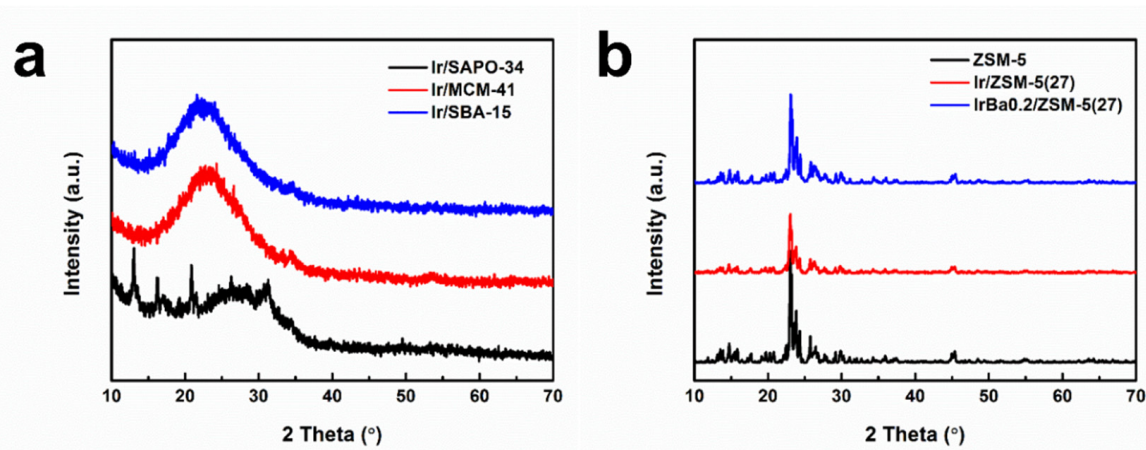 a
Ir/SAPO-34
Ir/MCM-41
Ir/SBA-15
Intensity (a.u.)
10 20 30 40 50 60 70
2 Theta (°)
b
ZSM-5
Ir/ZSM-5(27)
IrBa0.2/ZSM-5(27)
Intensity (a.u.)
10 20 30 40 50 60 70
2 Theta (°)